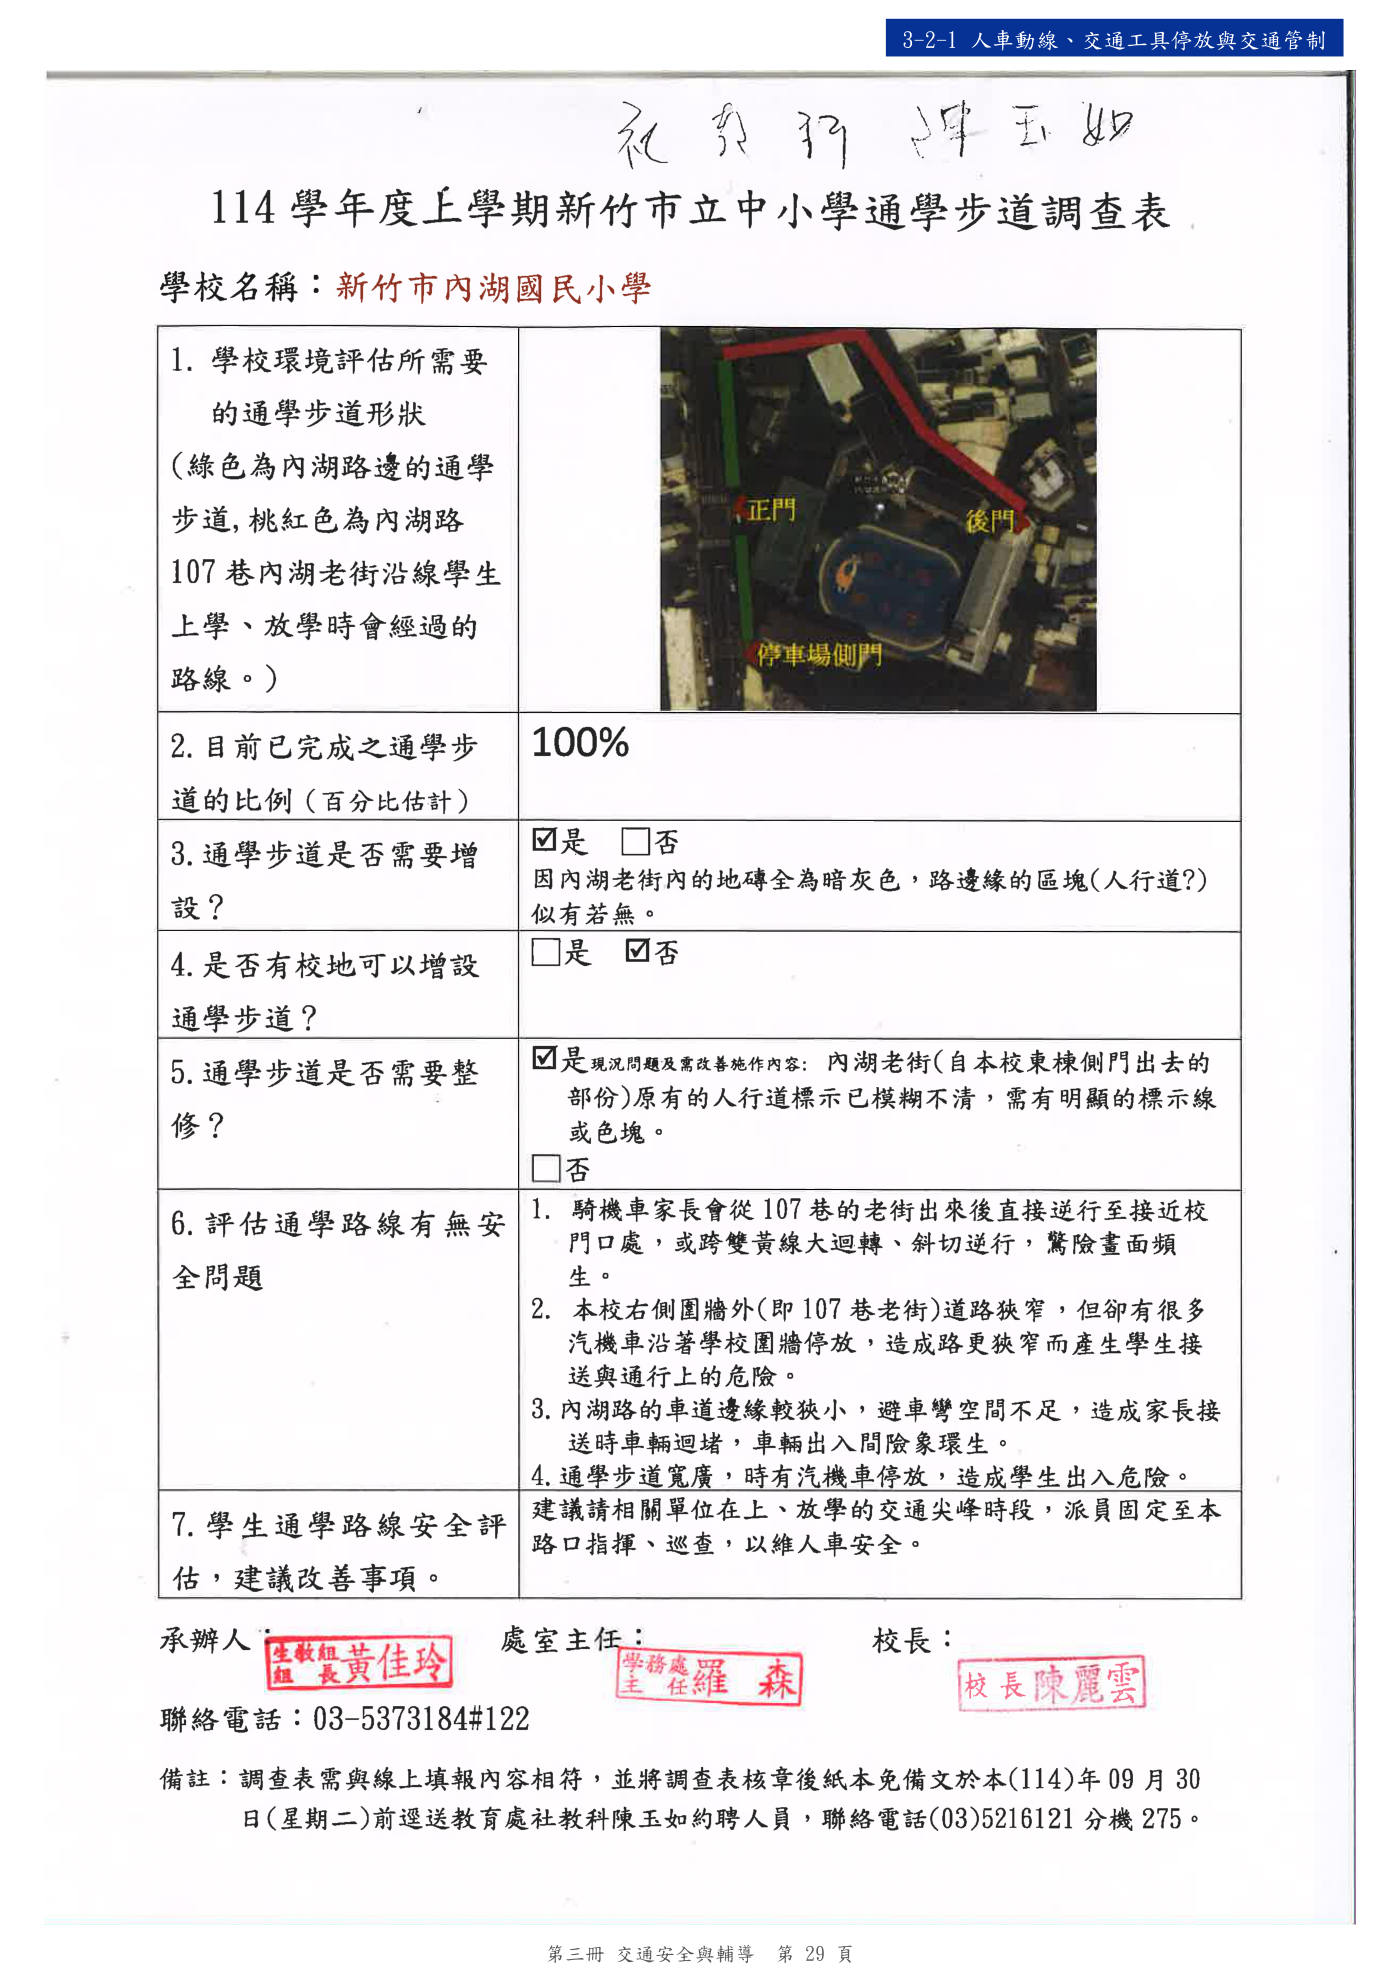 3-2-1 人車動線、交通工具停放與交通管制
社教科 陳玉如
114學年度上學期新竹市立中小學通學步道調查表
學校名稱：新竹市內湖國民小學
1. 學校環境評估所需要
的通學步道形狀
(綠色為內湖路邊的通學
步道,桃紅色為內湖路
107巷內湖老街沿線學生
上學、放學時會經過的
路線。)
正門
後門
停車場側門
2.目前已完成之通學步
道的比例(百分比估計)
100%
3.通學步道是否需要增
設?
☑是 □否
因內湖老街內的地磚全為暗灰色，路邊緣的區塊(人行道?)
似有若無。
4.是否有校地可以增設
通學步道?
□是 ☑否
5.通學步道是否需要整
修?
☑是現況問題及需改善施作內容: 內湖老街(自本校東棟側門出去的
部份)原有的人行道標示已模糊不清，需有明顯的標示線
或色塊。
□否
6.評估通學路線有無安
全問題
1. 騎機車家長會從107巷的老街出來後直接逆行至接近校
門口處，或跨雙黃線大迴轉、斜切逆行，驚險畫面頻
生。
2. 本校右側圍牆外(即107巷老街)道路狹窄，但卻有很多
汽機車沿著學校圍牆停放，造成路更狹窄而產生學生接
送與通行上的危險。
3.內湖路的車道邊緣較狹小，避車彎空間不足，造成家長接
送時車輛迴堵，車輛出入間險象環生。
4.通學步道寬廣，時有汽機車停放，造成學生出入危險。
7.學生通學路線安全評
估，建議改善事項。
建議請相關單位在上、放學的交通尖峰時段，派員固定至本
路口指揮、巡查，以維人車安全。
承辦人： 處室主任： 校長：
生教組組長黃佳玲
學務處主任羅森
校長陳麗雲
聯絡電話：03-5373184#122
備註：調查表需與線上填報內容相符，並將調查表核章後紙本免備文於本(114)年09月30
日(星期二)前逕送教育處社教科陳玉如約聘人員，聯絡電話(03)5216121分機275。
第三冊 交通安全與輔導 第 29 頁